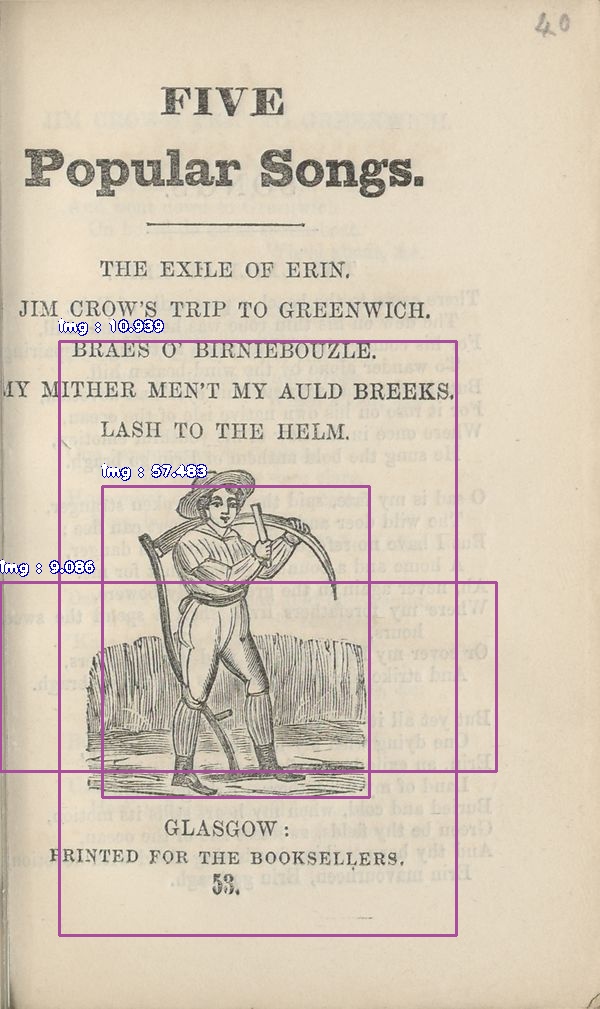 40
FIVE
Popular Songs.
THE EXILE OF ERIN.
JIM CROW'S TRIP TO GREENWICH.
img : 10.939
BRAES O' BIRNIEBOUZLE.
MY MITHER MEN'T MY AULD BREEKS.
LASH TO THE HELM.
img : 57.483
img : 9.086
GLASGOW :
PRINTED FOR THE BOOKSELLERS.
53.